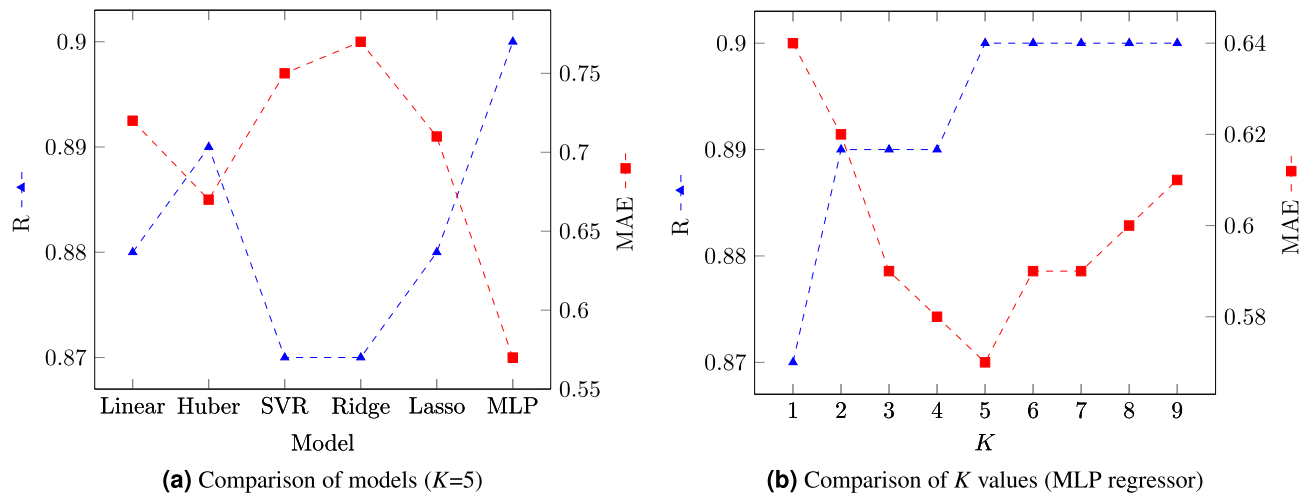 0.9
0.89
0.88
0.87
R
0.75
0.7
0.65
0.6
0.55
MAE
Linear Huber SVR Ridge Lasso MLP
Model
(a) Comparison of models (K=5)
0.9
0.89
0.88
0.87
R
0.64
0.62
0.6
0.58
MAE
1 2 3 4 5 6 7 8 9
K
(b) Comparison of K values (MLP regressor)